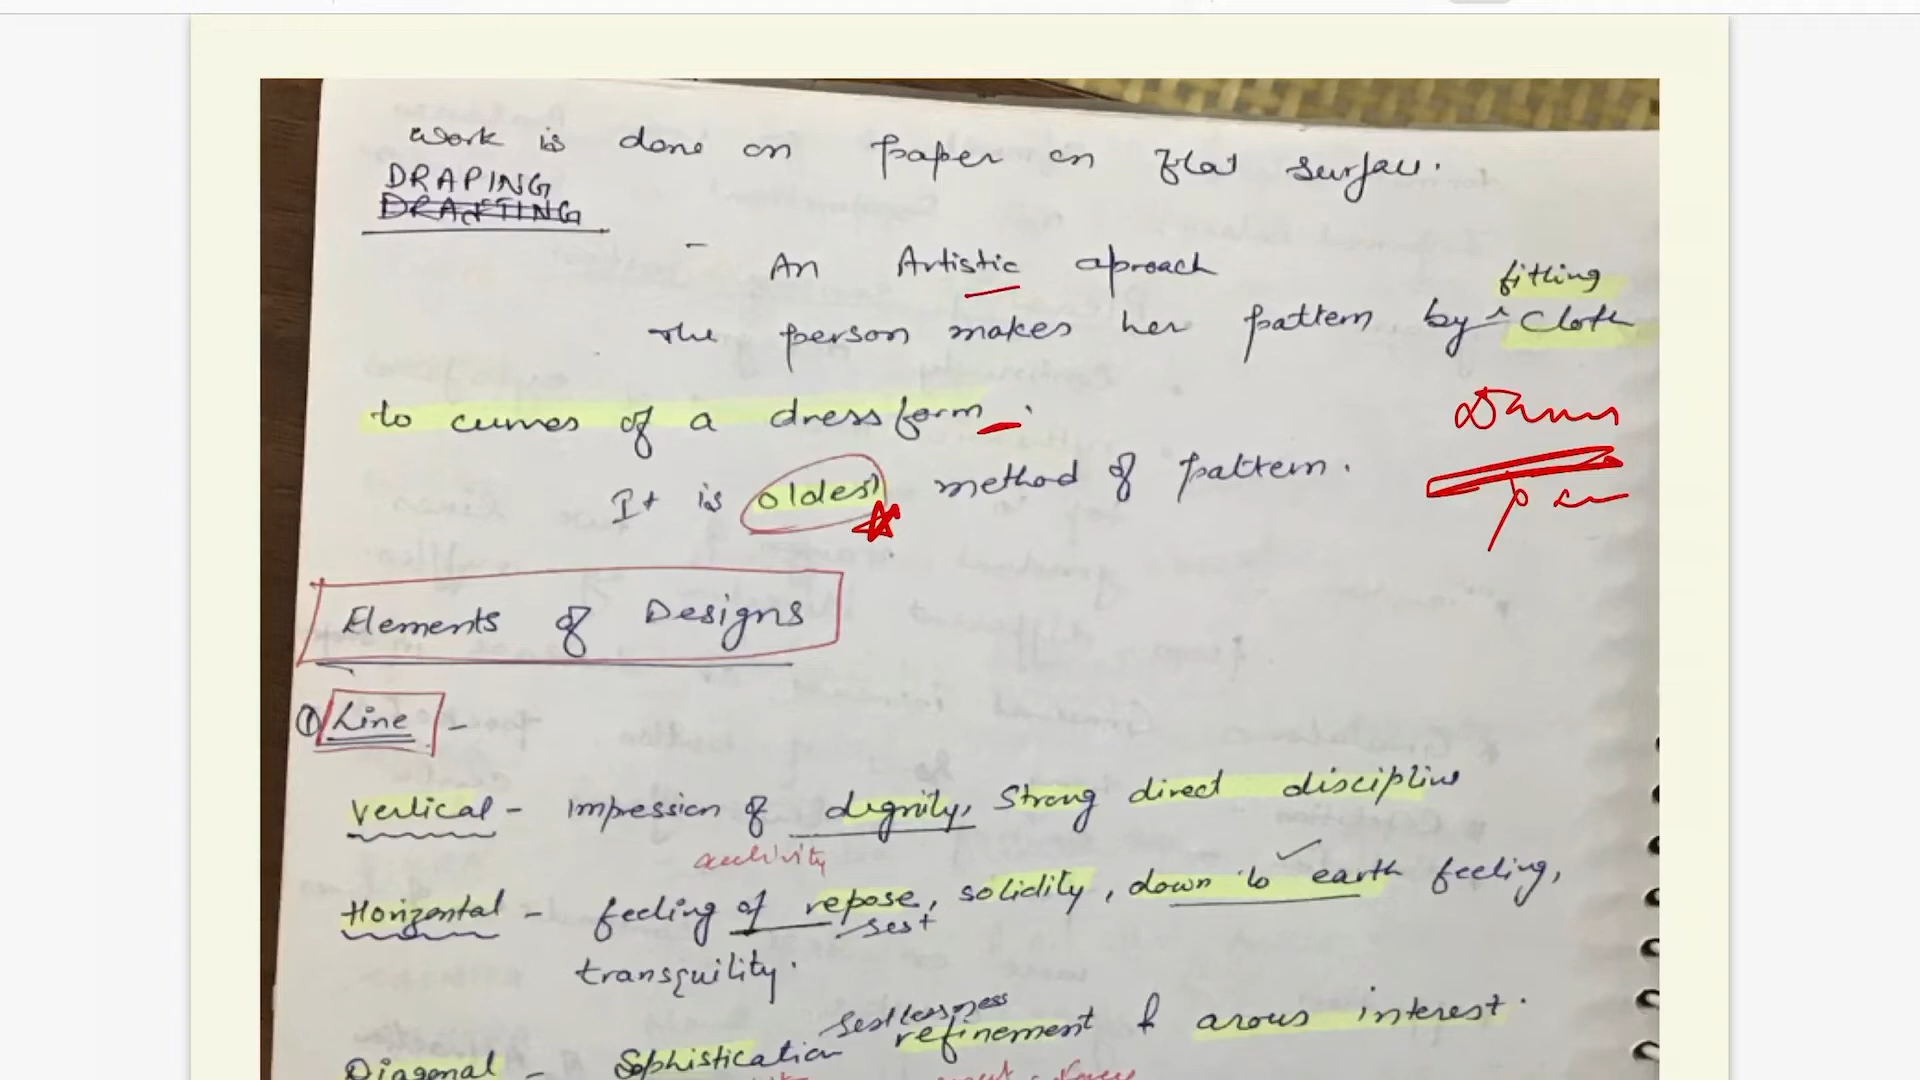 work is done on paper on flat surface.
DRAPING
DRAFTING
- An Artistic aproach
fitting
The person makes her pattern by ^ cloth
to curves of a dress form.
It is oldest method of pattern.
Elements of Designs
① Line -
Vertical - impression of dignity, strong direct discipline
activity
Horizontal - feeling of repose, solidity, down to earth feeling,
rest
tranquility.
restlessness
refinement & arous interest.
Diagonal - Sophistication